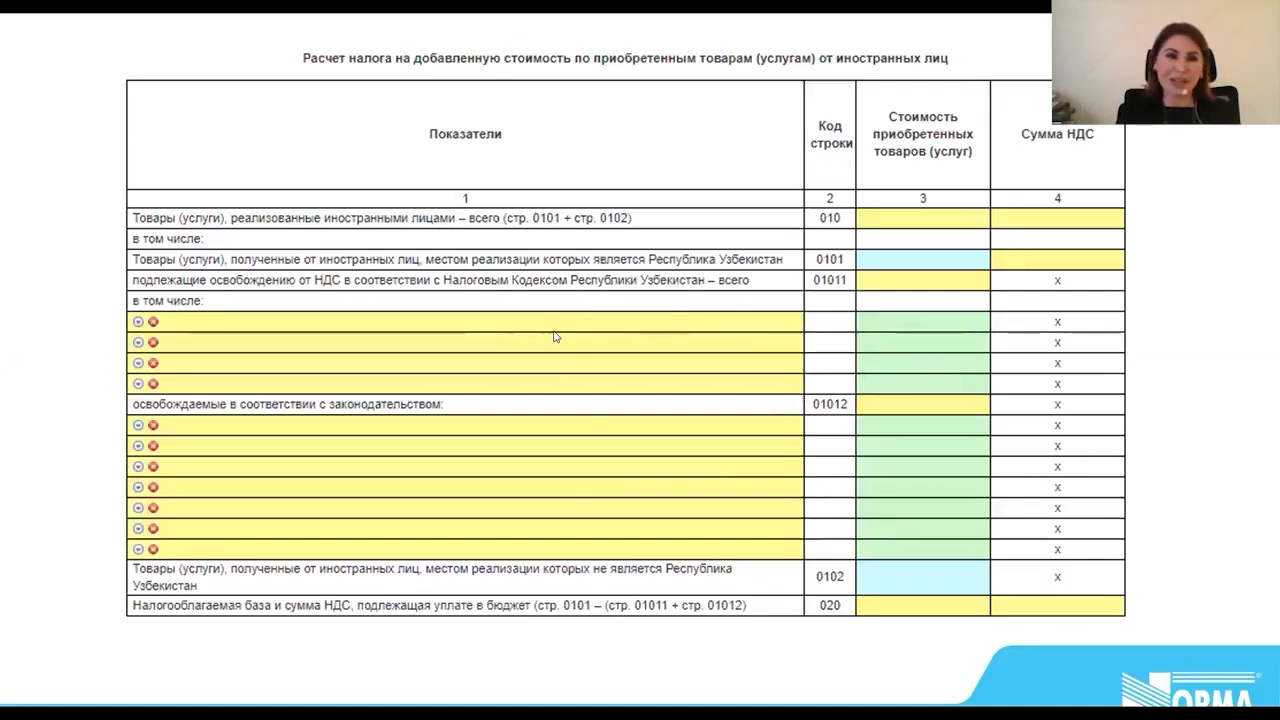 Расчет налога на добавленную стоимость по приобретенным товарам (услугам) от иностранных лиц
Показатели
Код
строки
Стоимость
приобретенных
товаров (услуг)
Сумма НДС
1
2
3
4
Товары (услуги), реализованные иностранными лицами – всего (стр. 0101 + стр. 0102)
010
в том числе:
Товары (услуги), полученные от иностранных лиц, местом реализации которых является Республика Узбекистан
0101
подлежащие освобождению от НДС в соответствии с Налоговым Кодексом Республики Узбекистан – всего
01011
x
в том числе:
x
x
x
x
освобождаемые в соответствии с законодательством:
01012
x
x
x
x
x
x
x
x
Товары (услуги), полученные от иностранных лиц, местом реализации которых не является Республика
Узбекистан
0102
x
Налогооблагаемая база и сумма НДС, подлежащая уплате в бюджет (стр. 0101 – (стр. 01011 + стр. 01012)
020
ОРМА